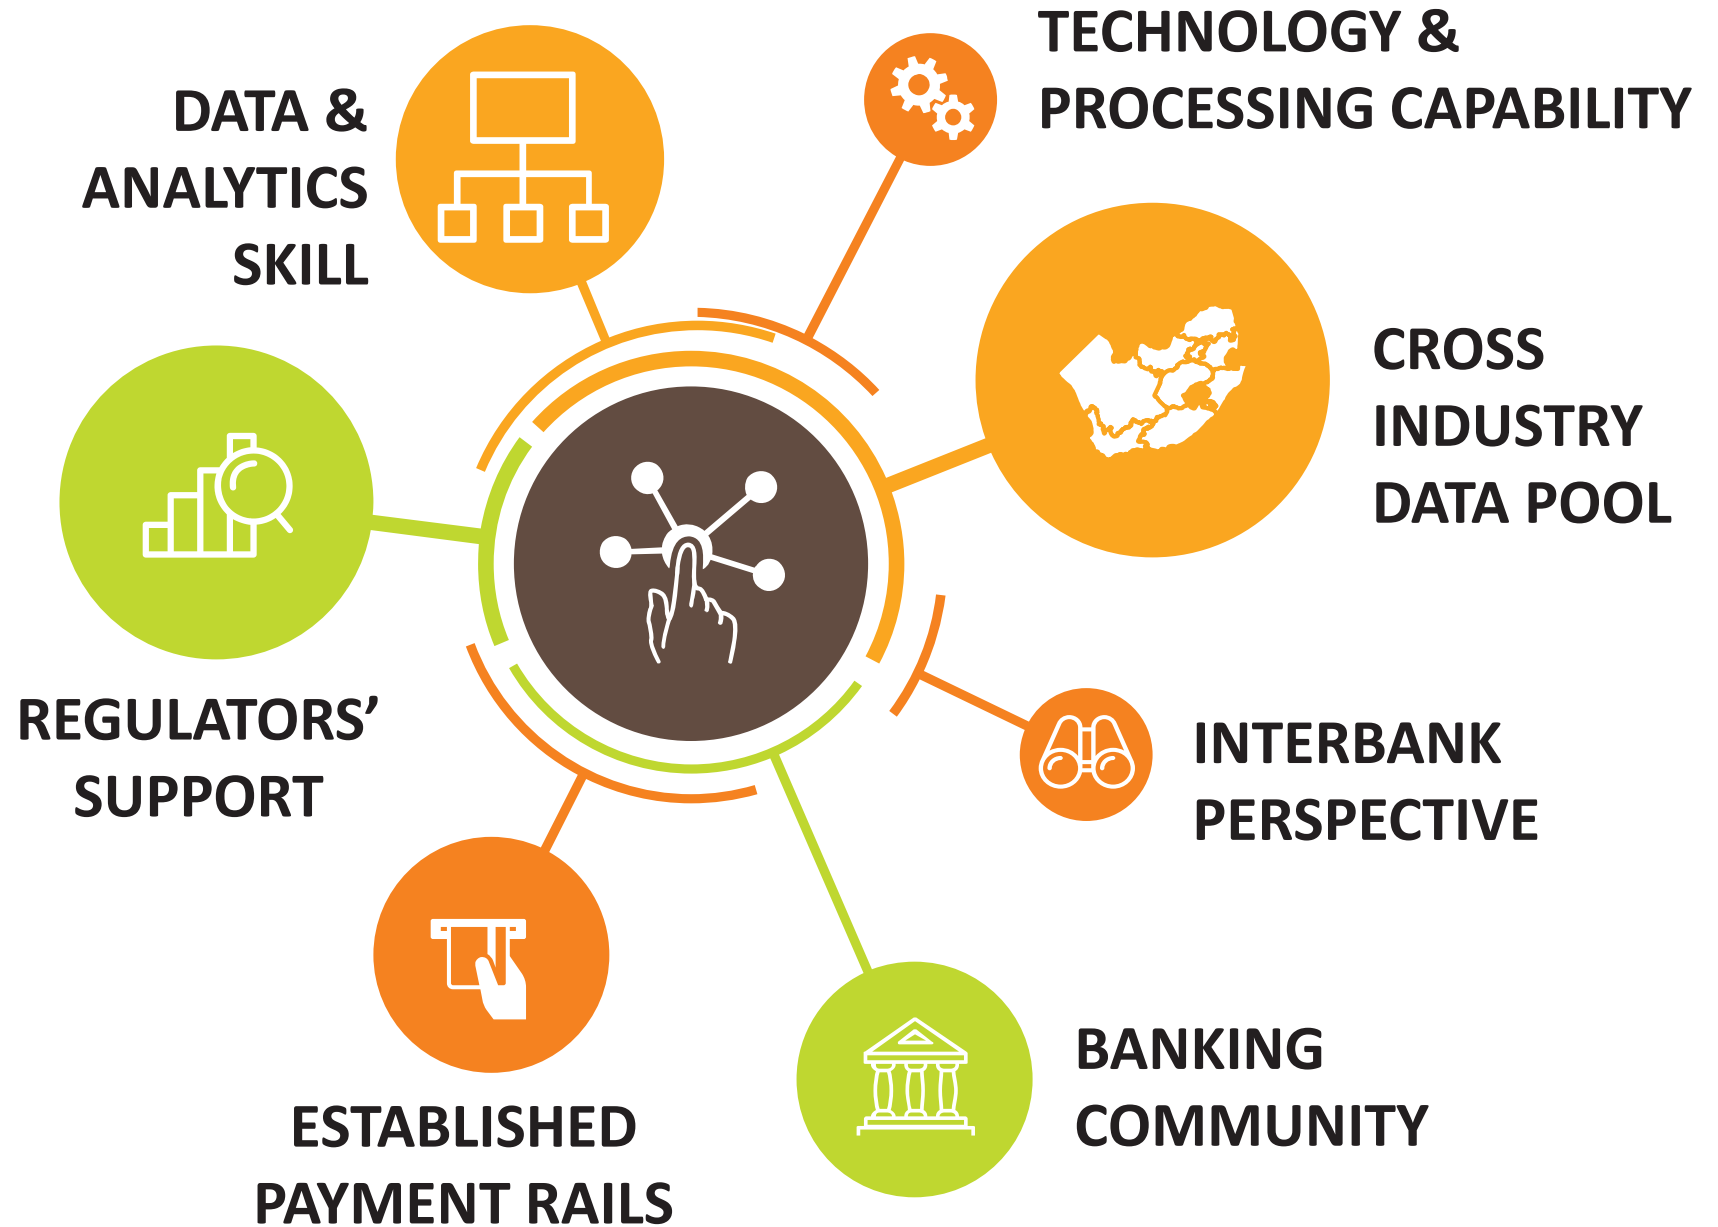 DATA &
ANALYTICS
SKILL
TECHNOLOGY &
PROCESSING CAPABILITY
CROSS
INDUSTRY
DATA POOL
REGULATORS’
SUPPORT
INTERBANK
PERSPECTIVE
ESTABLISHED
PAYMENT RAILS
BANKING
COMMUNITY